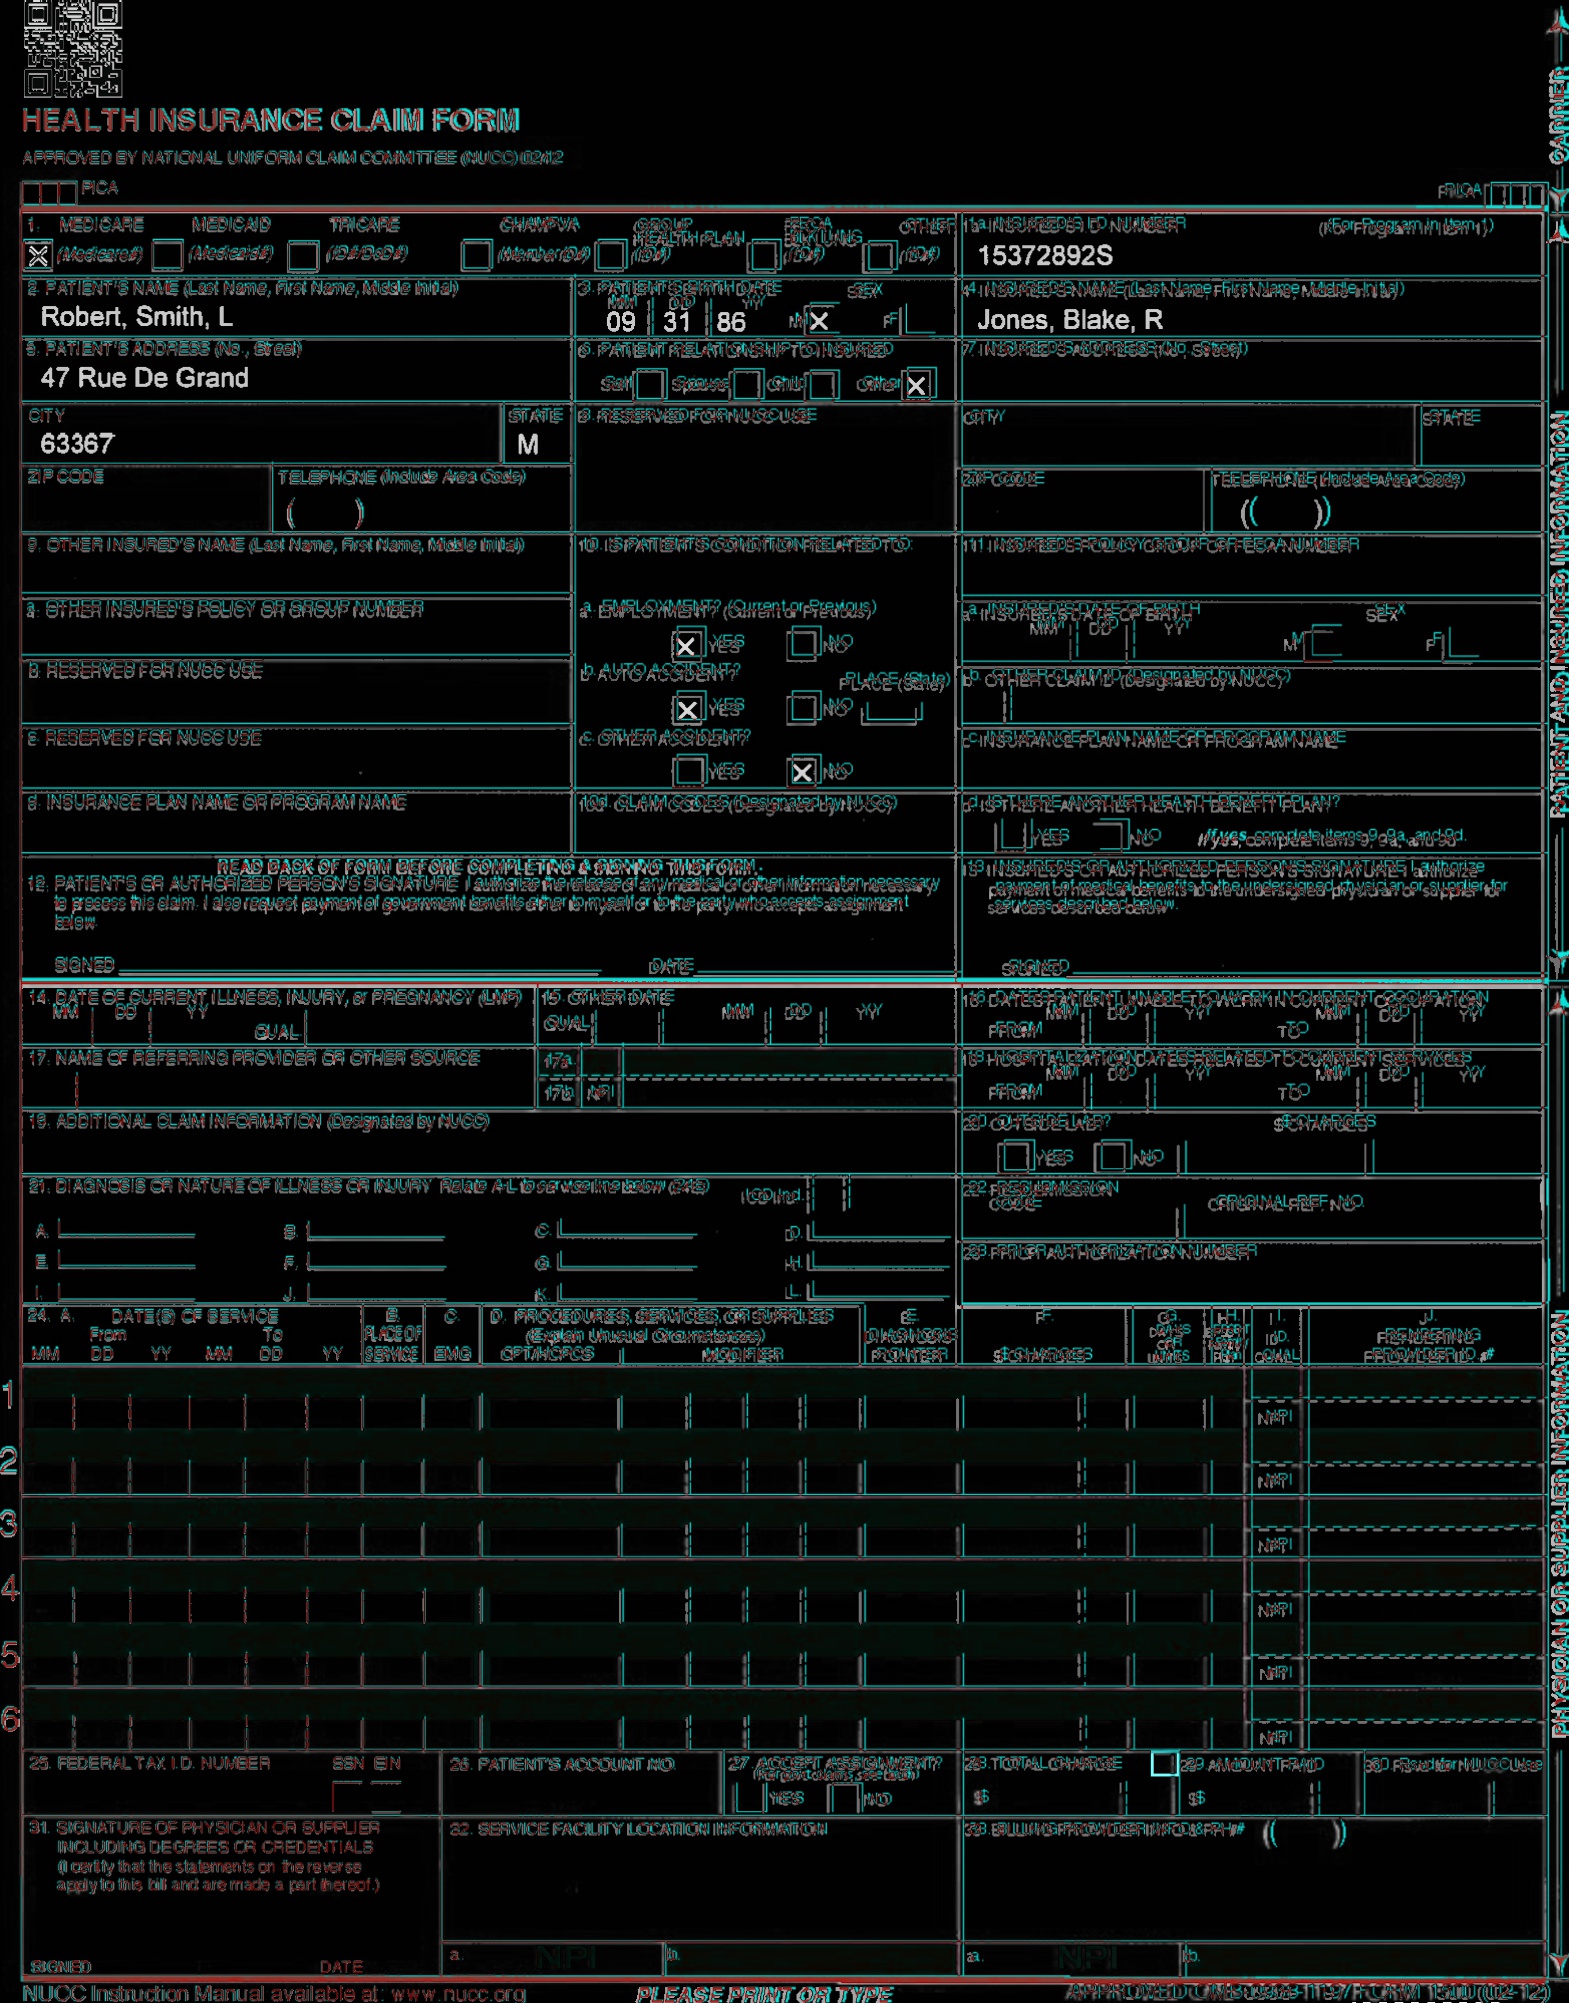 HEALTH INSURANCE CLAIM FORM
APPROVED BY NATIONAL UNIFORM CLAIM COMMITTEE (NUCC) 02/12
PICA
PICA
CARRIER
1. MEDICARE MEDICAID TRICARE CHAMPVA GROUP HEALTH PLAN FECA BLK LUNG OTHER
(Medicare#) (Medicaid#) (ID#/DoD#) (Member ID#) (ID#) (ID#) (ID#)
1a. INSURED'S I.D. NUMBER (For Program in Item 1)
15372892S
2. PATIENT'S NAME (Last Name, First Name, Middle Initial)
Robert, Smith, L
3. PATIENT'S BIRTH DATE SEX
MM DD YY
09 31 86 M X F
4. INSURED'S NAME (Last Name, First Name, Middle Initial)
Jones, Blake, R
5. PATIENT'S ADDRESS (No., Street)
47 Rue De Grand
6. PATIENT RELATIONSHIP TO INSURED
Self Spouse Child Other X
7. INSURED'S ADDRESS (No., Street)
CITY STATE
63367 M
8. RESERVED FOR NUCC USE
CITY STATE
ZIP CODE TELEPHONE (Include Area Code)
( )
ZIP CODE TELEPHONE (Include Area Code)
( )
9. OTHER INSURED'S NAME (Last Name, First Name, Middle Initial)
10. IS PATIENT'S CONDITION RELATED TO:
11. INSURED'S POLICY GROUP OR FECA NUMBER
a. OTHER INSURED'S POLICY OR GROUP NUMBER
a. EMPLOYMENT? (Current or Previous)
X YES NO
a. INSURED'S DATE OF BIRTH SEX
MM DD YY M F
b. RESERVED FOR NUCC USE
b. AUTO ACCIDENT? PLACE (State)
X YES NO
b. OTHER CLAIM ID (Designated by NUCC)
c. RESERVED FOR NUCC USE
c. OTHER ACCIDENT?
YES X NO
c. INSURANCE PLAN NAME OR PROGRAM NAME
d. INSURANCE PLAN NAME OR PROGRAM NAME
10d. CLAIM CODES (Designated by NUCC)
d. IS THERE ANOTHER HEALTH BENEFIT PLAN?
YES NO If yes, complete items 9, 9a, and 9d.
PATIENT AND INSURED INFORMATION
READ BACK OF FORM BEFORE COMPLETING & SIGNING THIS FORM.
12. PATIENT'S OR AUTHORIZED PERSON'S SIGNATURE I authorize the release of any medical or other information necessary
to process this claim. I also request payment of government benefits either to myself or to the party who accepts assignment
below.
SIGNED DATE
13. INSURED'S OR AUTHORIZED PERSON'S SIGNATURE I authorize
payment of medical benefits to the undersigned physician or supplier for
services described below.
SIGNED
14. DATE OF CURRENT ILLNESS, INJURY, or PREGNANCY (LMP)
MM DD YY QUAL.
15. OTHER DATE
QUAL. MM DD YY
16. DATES PATIENT UNABLE TO WORK IN CURRENT OCCUPATION
MM DD YY MM DD YY
FROM TO
17. NAME OF REFERRING PROVIDER OR OTHER SOURCE
17a.
17b. NPI
18. HOSPITALIZATION DATES RELATED TO CURRENT SERVICES
MM DD YY MM DD YY
FROM TO
19. ADDITIONAL CLAIM INFORMATION (Designated by NUCC)
20. OUTSIDE LAB? $ CHARGES
YES NO
21. DIAGNOSIS OR NATURE OF ILLNESS OR INJURY Relate A-L to service line below (24E)
ICD Ind.
A. B. C. D.
E. F. G. H.
I. J. K. L.
22. RESUBMISSION CODE ORIGINAL REF. NO.
23. PRIOR AUTHORIZATION NUMBER
24. A. DATE(S) OF SERVICE B. C. D. PROCEDURES, SERVICES, OR SUPPLIES E. F. G. H. I. J.
From To PLACE OF (Explain Unusual Circumstances) DIAGNOSIS DAYS OR ID. RENDERING
MM DD YY MM DD YY SERVICE EMG CPT/HCPCS MODIFIER POINTER $ CHARGES UNITS QUAL. PROVIDER ID. #
1 NPI
2 NPI
3 NPI
4 NPI
5 NPI
6 NPI
PHYSICIAN OR SUPPLIER INFORMATION
25. FEDERAL TAX I.D. NUMBER SSN EIN
26. PATIENT'S ACCOUNT NO.
27. ACCEPT ASSIGNMENT?
YES NO
28. TOTAL CHARGE
$
29. AMOUNT PAID
$
30. Rsvd for NUCC Use
31. SIGNATURE OF PHYSICIAN OR SUPPLIER
INCLUDING DEGREES OR CREDENTIALS
(I certify that the statements on the reverse
apply to this bill and are made a part thereof.)
SIGNED DATE
32. SERVICE FACILITY LOCATION INFORMATION
a. NPI b.
33. BILLING PROVIDER INFO & PH # ( )
a. NPI b.
NUCC Instruction Manual available at: www.nucc.org
PLEASE PRINT OR TYPE
APPROVED OMB-0938-1197 FORM 1500 (02-12)